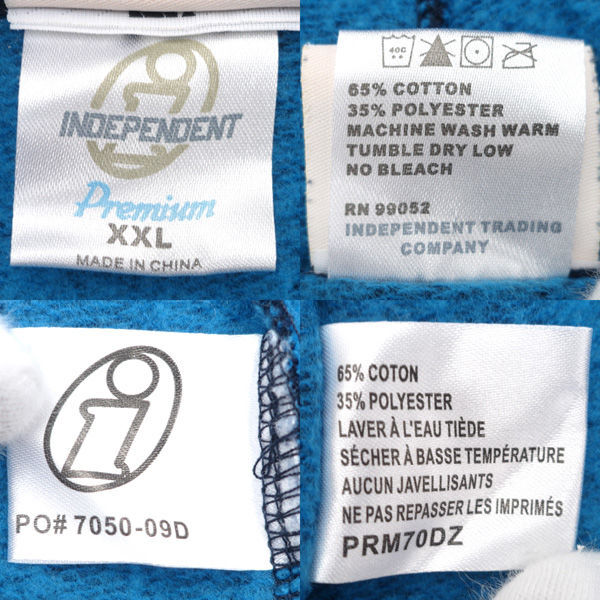 INDEPENDENT
Premium
XXL
MADE IN CHINA
40C
65% COTTON
35% POLYESTER
MACHINE WASH WARM
TUMBLE DRY LOW
NO BLEACH
RN 99052
INDEPENDENT TRADING
COMPANY
PO# 7050-09D
65% COTON
35% POLYESTER
LAVER À L'EAU TIÈDE
SÉCHER À BASSE TEMPÉRATURE
AUCUN JAVELLISANTS
NE PAS REPASSER LES IMPRIMÉS
PRM70DZ